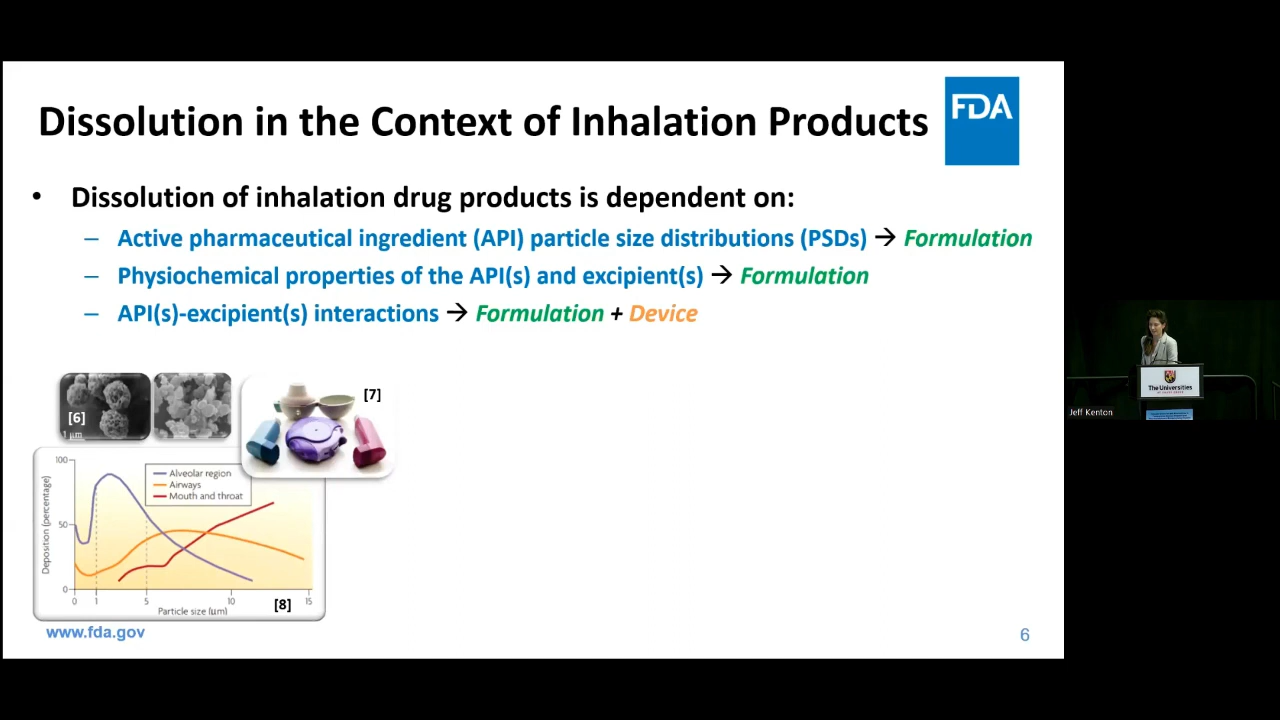 Dissolution in the Context of Inhalation Products
FDA
• Dissolution of inhalation drug products is dependent on:
– Active pharmaceutical ingredient (API) particle size distributions (PSDs) → Formulation
– Physiochemical properties of the API(s) and excipient(s) → Formulation
– API(s)-excipient(s) interactions → Formulation + Device
[6]
1 µm
[7]
100
50
0
Deposition (percentage)
Alveolar region
Airways
Mouth and throat
0 1 5 10 15
Particle size (µm)
[8]
www.fda.gov
6
The Universities
Jeff Kenton